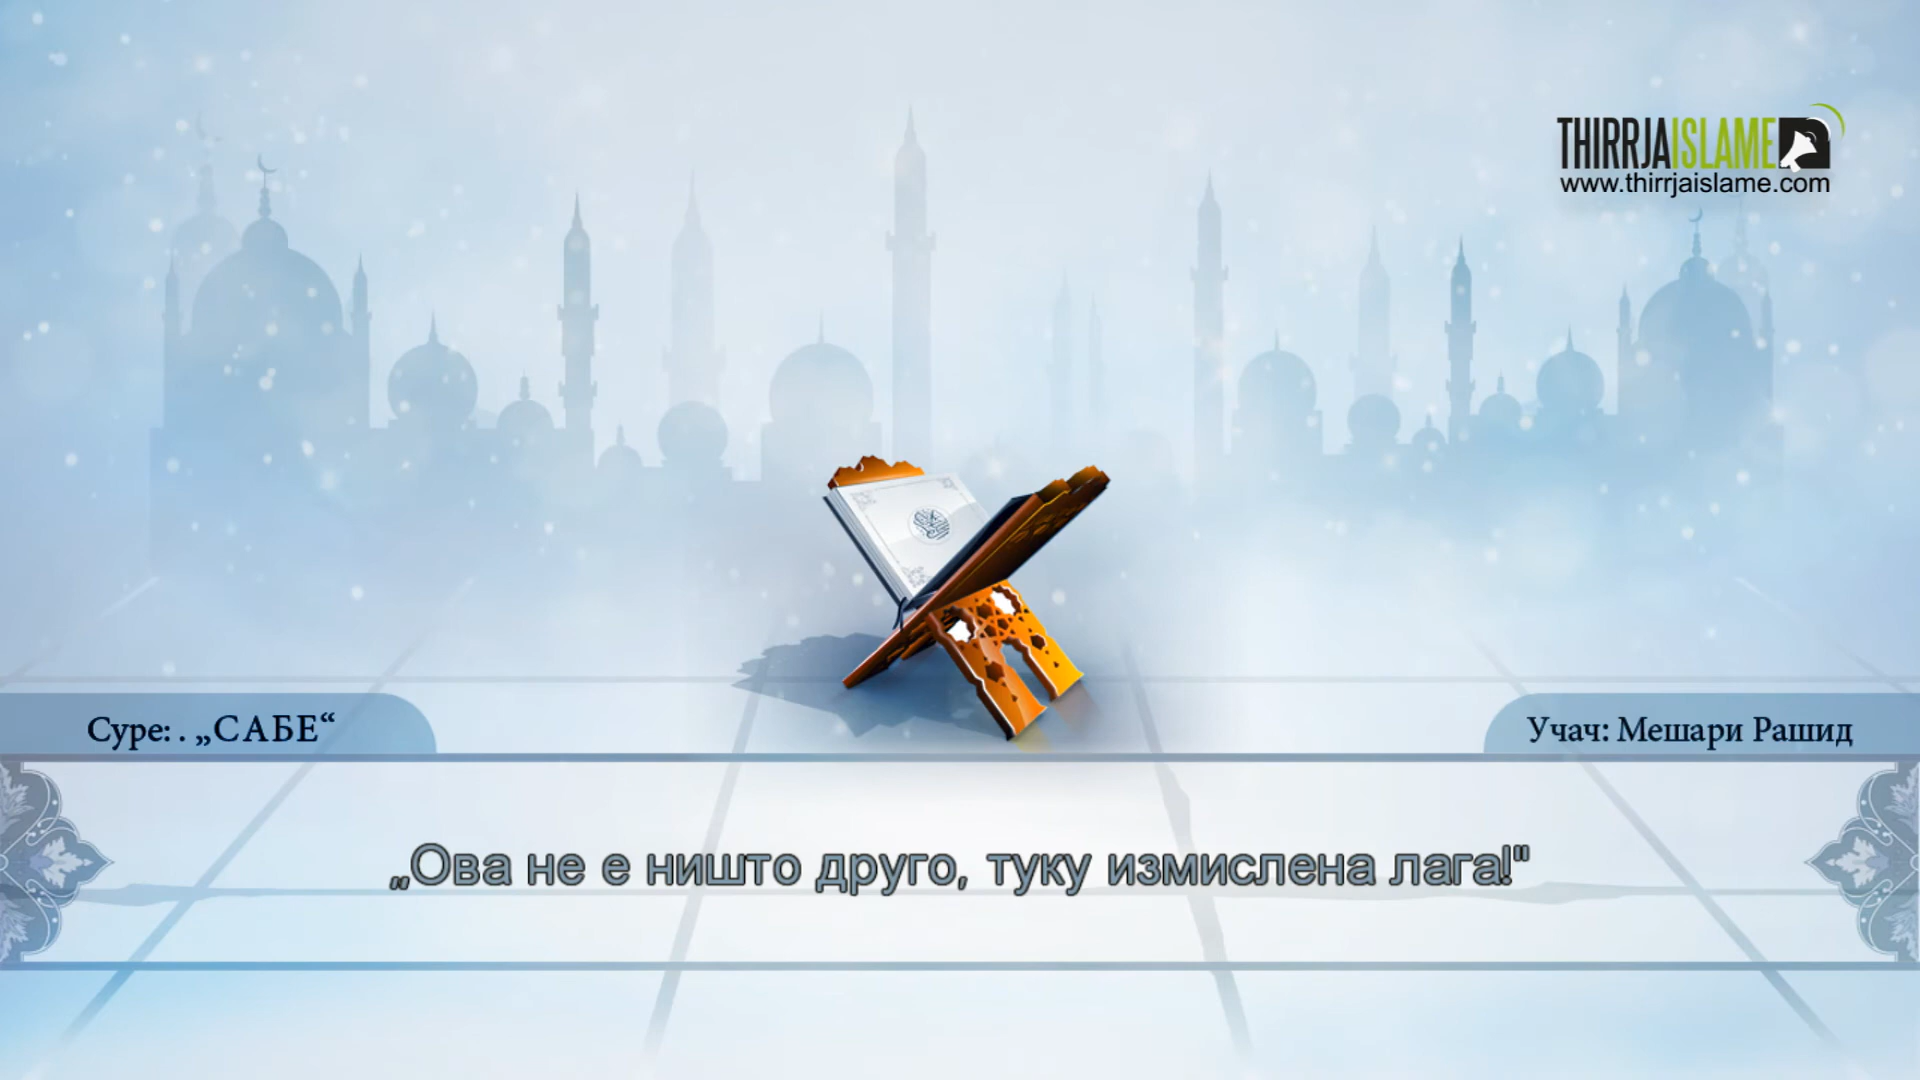 THIRRJAISLAME
www.thirrjaislame.com
Суре: . „САБЕ“
Учач: Мешари Рашид
„Ова не е ништо друго, туку измислена лага!"